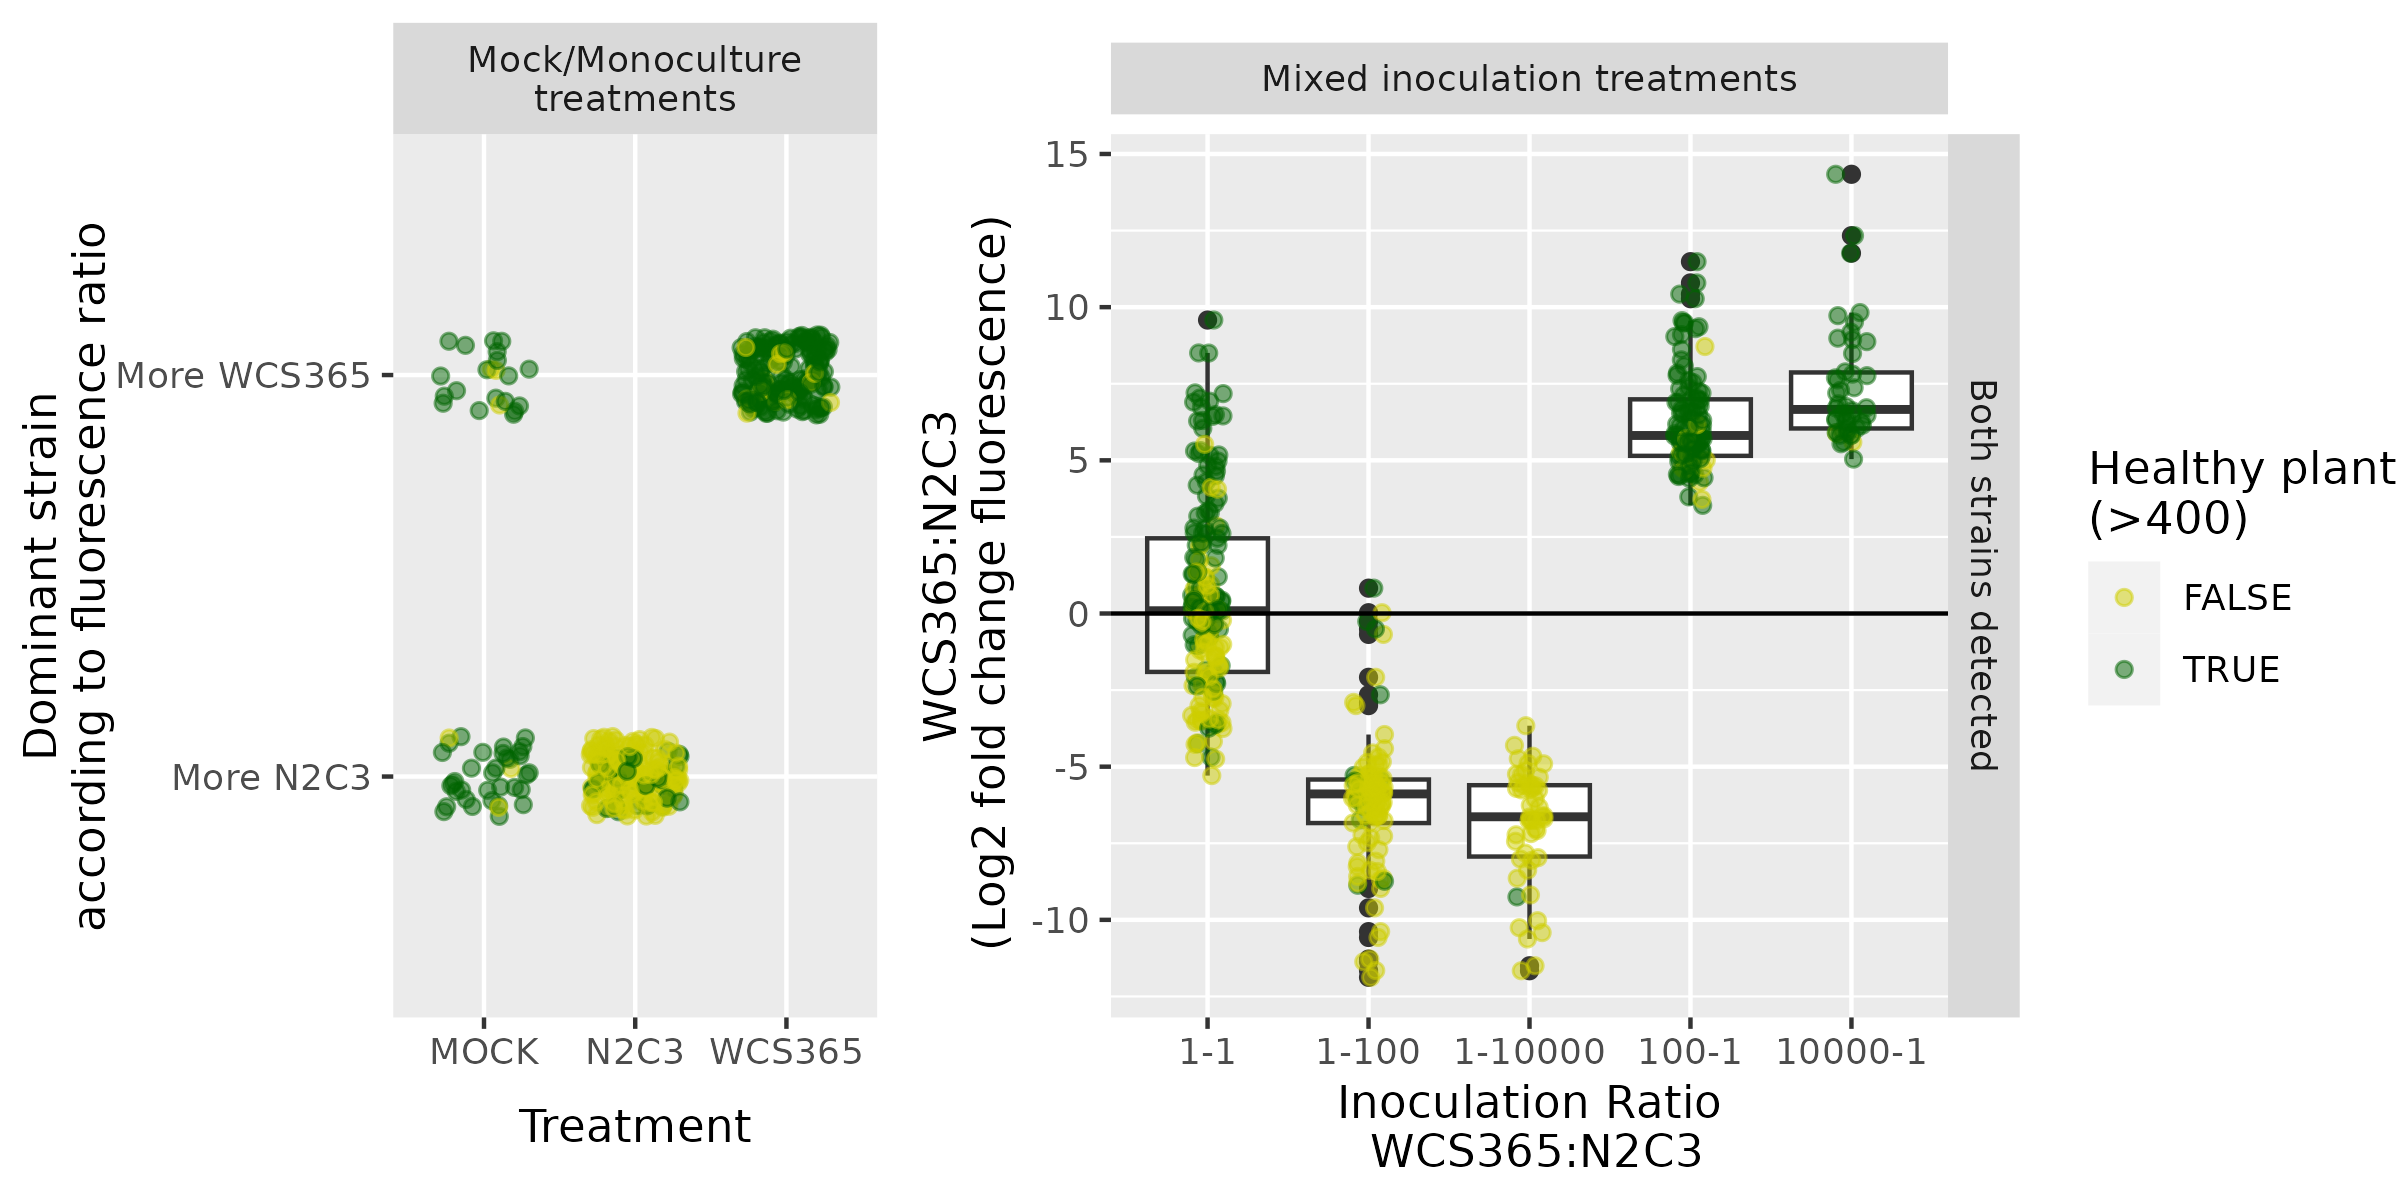 Mock/Monoculture
treatments
Dominant strain
according to fluorescence ratio
More WCS365
More N2C3
MOCK
N2C3
WCS365
Treatment
Mixed inoculation treatments
WCS365:N2C3
(Log2 fold change fluorescence)
15
10
5
0
-5
-10
Both strains detected
1-1
1-100
1-10000
100-1
10000-1
Inoculation Ratio
WCS365:N2C3
Healthy plant
(>400)
FALSE
TRUE